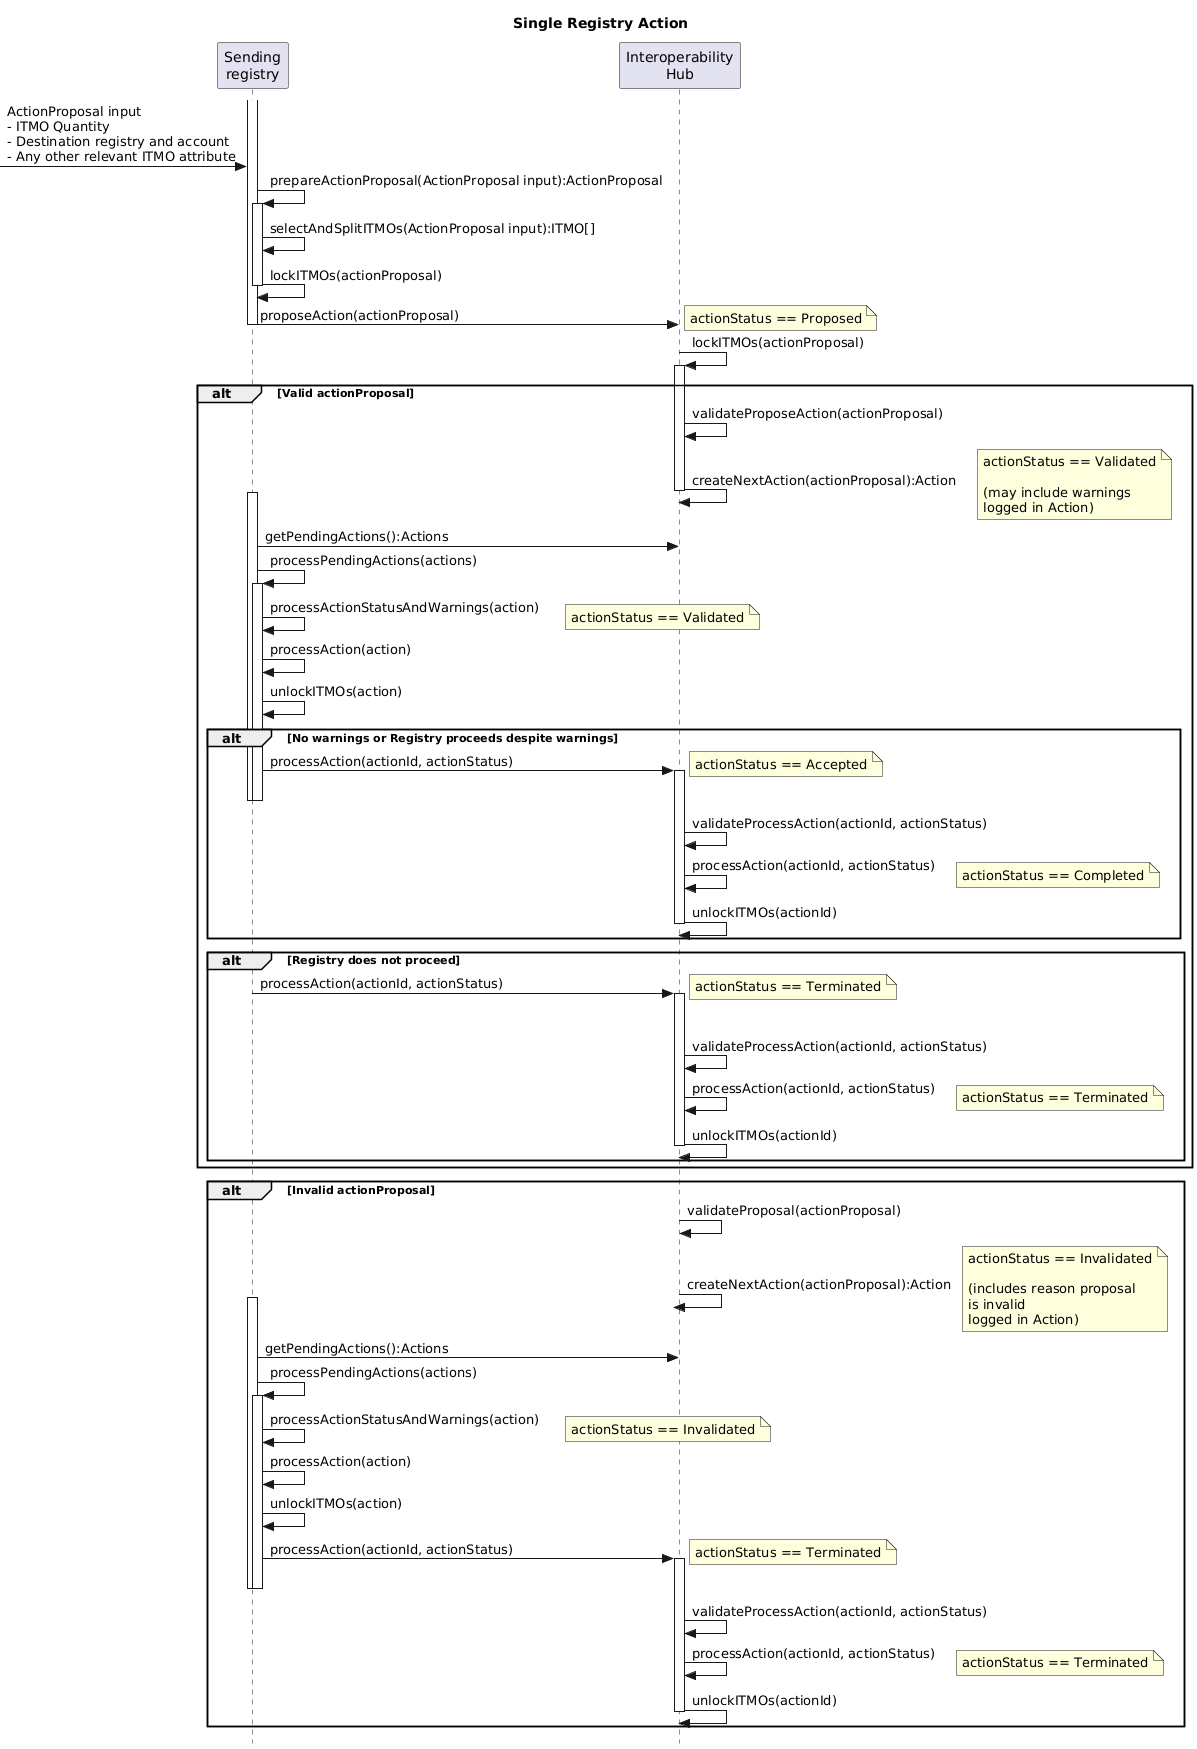 Single Registry Action
Sending
registry
Interoperability
Hub
ActionProposal input
- ITMO Quantity
- Destination registry and account
- Any other relevant ITMO attribute
prepareActionProposal(ActionProposal input):ActionProposal
selectAndSplitITMOs(ActionProposal input):ITMO[]
lockITMOs(actionProposal)
proposeAction(actionProposal)
actionStatus == Proposed
lockITMOs(actionProposal)
alt
[Valid actionProposal]
validateProposeAction(actionProposal)
createNextAction(actionProposal):Action
actionStatus == Validated
(may include warnings
logged in Action)
getPendingActions():Actions
processPendingActions(actions)
processActionStatusAndWarnings(action)
actionStatus == Validated
processAction(action)
unlockITMOs(action)
alt
[No warnings or Registry proceeds despite warnings]
processAction(actionId, actionStatus)
actionStatus == Accepted
validateProcessAction(actionId, actionStatus)
processAction(actionId, actionStatus)
actionStatus == Completed
unlockITMOs(actionId)
alt
[Registry does not proceed]
processAction(actionId, actionStatus)
actionStatus == Terminated
validateProcessAction(actionId, actionStatus)
processAction(actionId, actionStatus)
actionStatus == Terminated
unlockITMOs(actionId)
alt
[Invalid actionProposal]
validateProposal(actionProposal)
createNextAction(actionProposal):Action
actionStatus == Invalidated
(includes reason proposal
is invalid
logged in Action)
getPendingActions():Actions
processPendingActions(actions)
processActionStatusAndWarnings(action)
actionStatus == Invalidated
processAction(action)
unlockITMOs(action)
processAction(actionId, actionStatus)
actionStatus == Terminated
validateProcessAction(actionId, actionStatus)
processAction(actionId, actionStatus)
actionStatus == Terminated
unlockITMOs(actionId)